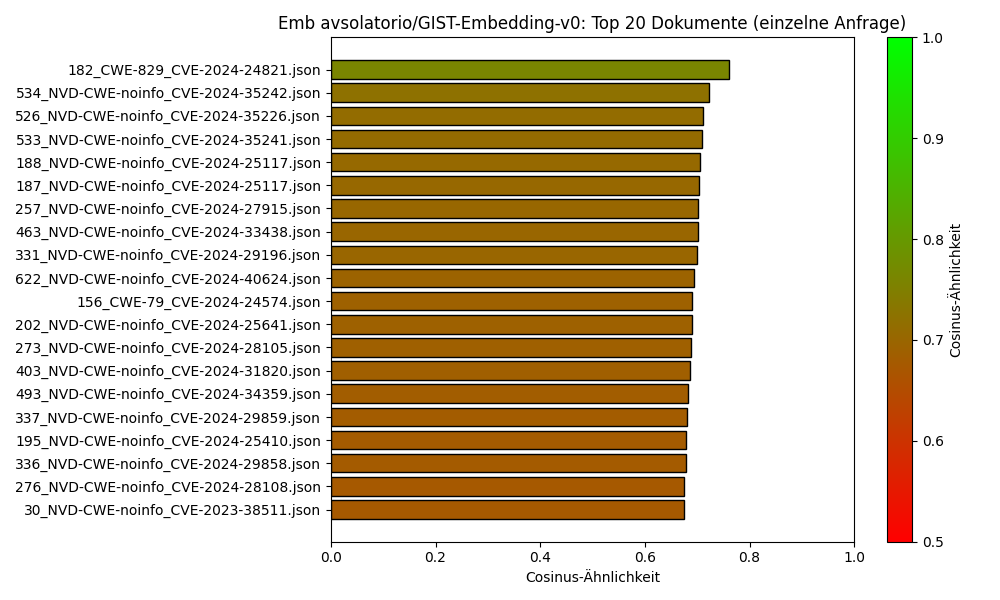 Emb avsolatorio/GIST-Embedding-v0: Top 20 Dokumente (einzelne Anfrage)
182_CWE-829_CVE-2024-24821.json
534_NVD-CWE-noinfo_CVE-2024-35242.json
526_NVD-CWE-noinfo_CVE-2024-35226.json
533_NVD-CWE-noinfo_CVE-2024-35241.json
188_NVD-CWE-noinfo_CVE-2024-25117.json
187_NVD-CWE-noinfo_CVE-2024-25117.json
257_NVD-CWE-noinfo_CVE-2024-27915.json
463_NVD-CWE-noinfo_CVE-2024-33438.json
331_NVD-CWE-noinfo_CVE-2024-29196.json
622_NVD-CWE-noinfo_CVE-2024-40624.json
156_CWE-79_CVE-2024-24574.json
202_NVD-CWE-noinfo_CVE-2024-25641.json
273_NVD-CWE-noinfo_CVE-2024-28105.json
403_NVD-CWE-noinfo_CVE-2024-31820.json
493_NVD-CWE-noinfo_CVE-2024-34359.json
337_NVD-CWE-noinfo_CVE-2024-29859.json
195_NVD-CWE-noinfo_CVE-2024-25410.json
336_NVD-CWE-noinfo_CVE-2024-29858.json
276_NVD-CWE-noinfo_CVE-2024-28108.json
30_NVD-CWE-noinfo_CVE-2023-38511.json
0.0 0.2 0.4 0.6 0.8 1.0
Cosinus-Ähnlichkeit
1.0
0.9
0.8
0.7
0.6
0.5
Cosinus-Ähnlichkeit